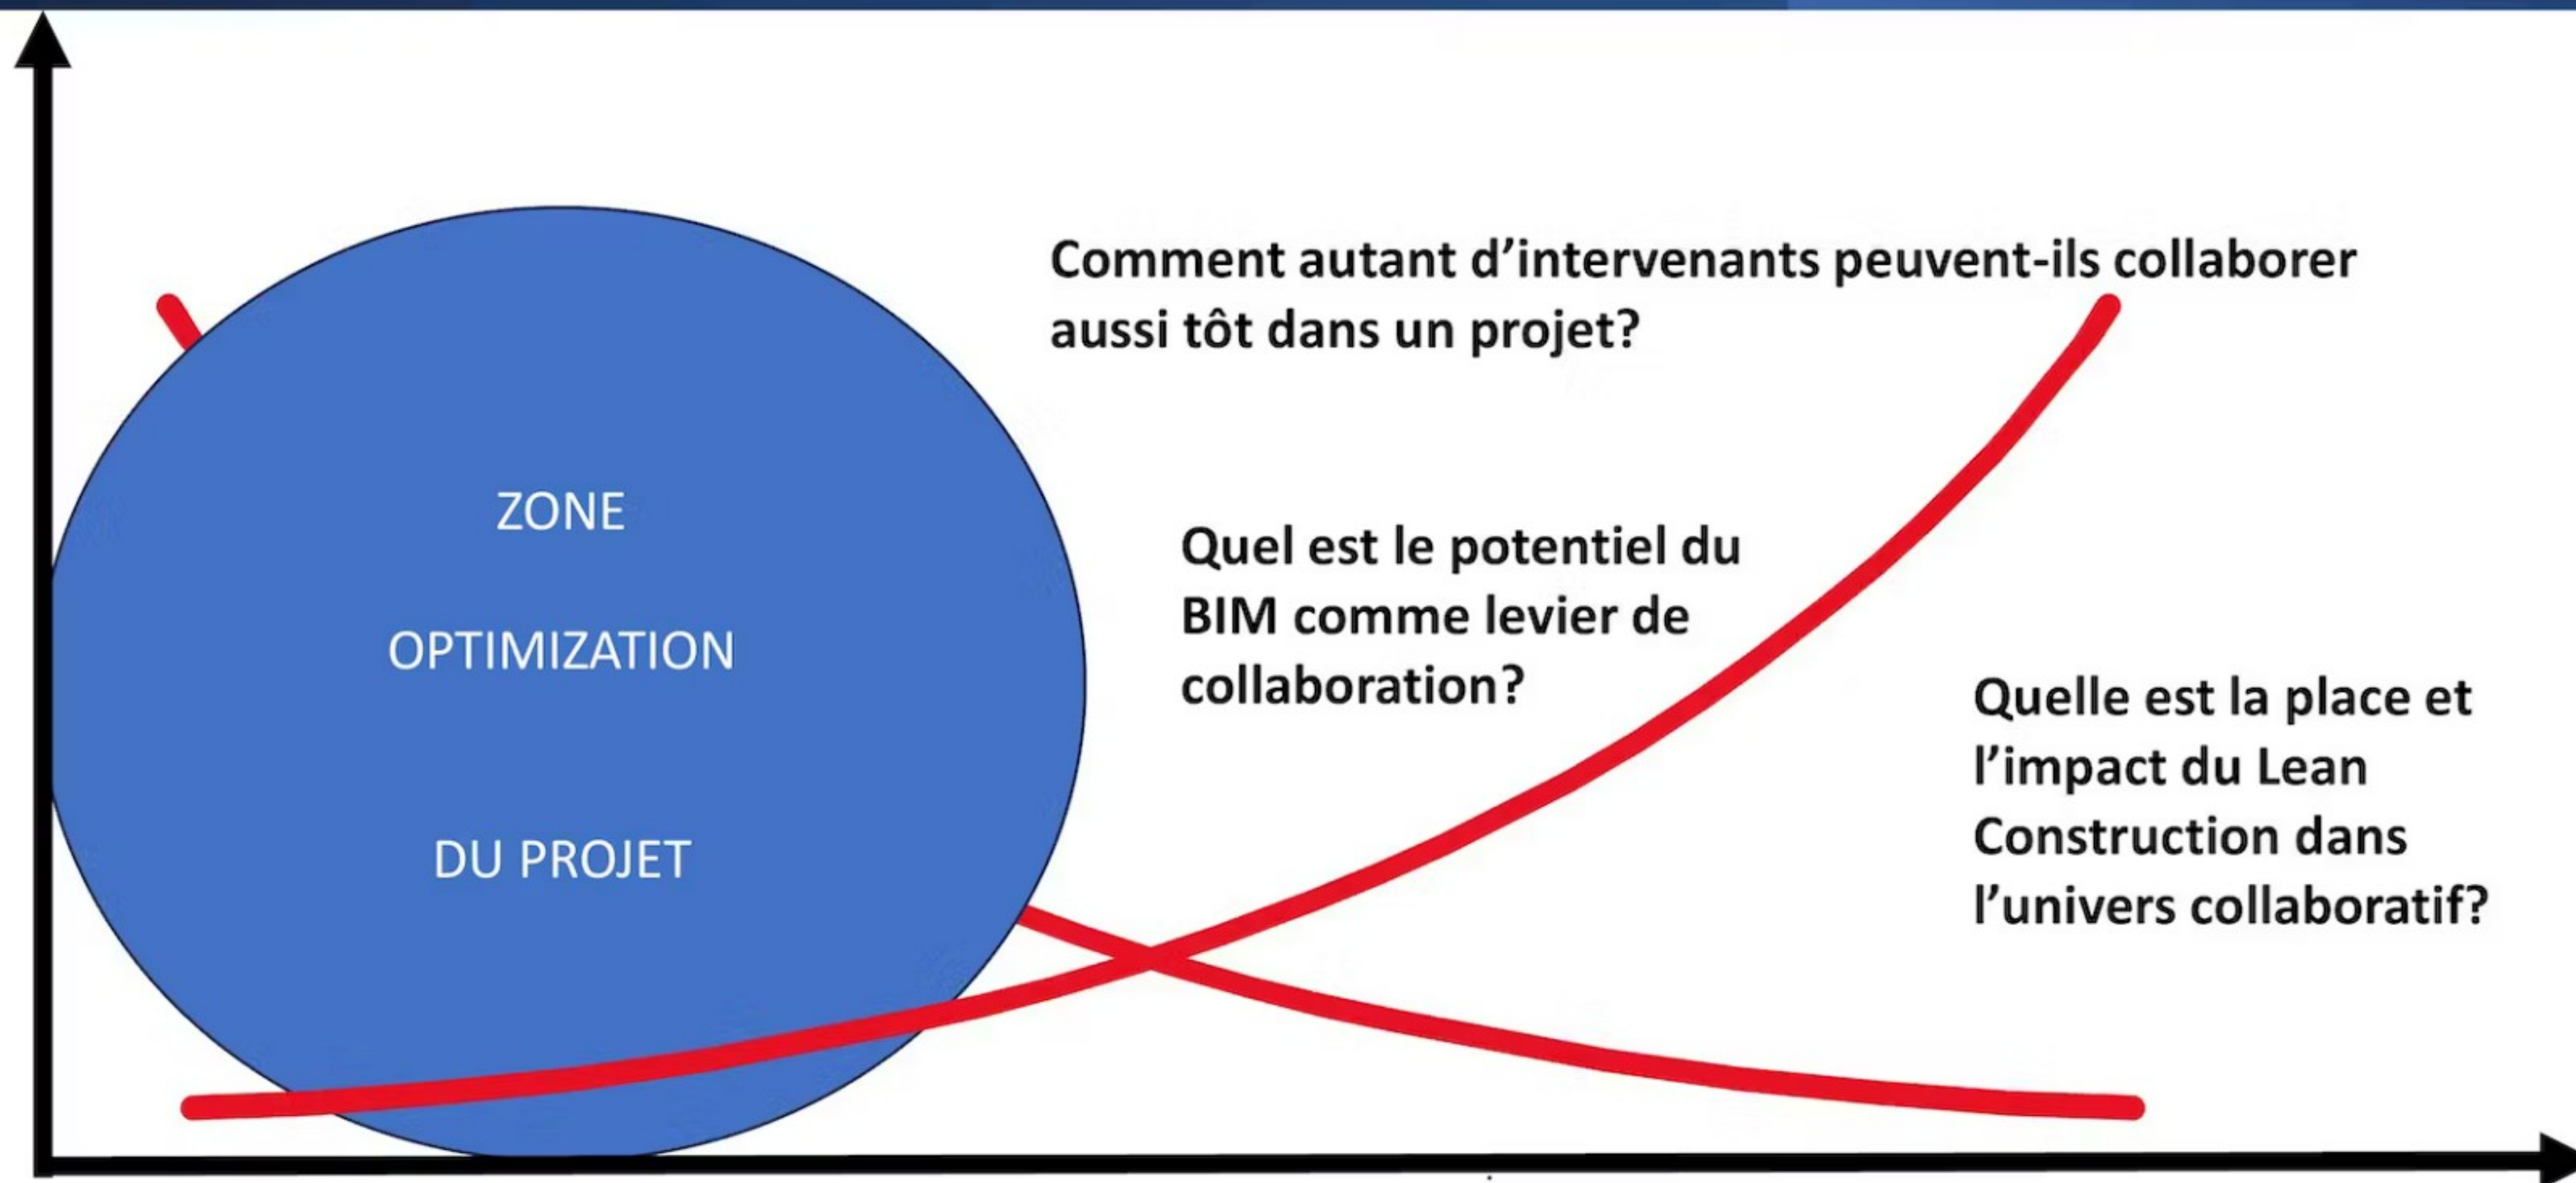 Comment autant d’intervenants peuvent-ils collaborer
aussi tôt dans un projet?
ZONE
OPTIMIZATION
DU PROJET
Quel est le potentiel du
BIM comme levier de
collaboration?
Quelle est la place et
l’impact du Lean
Construction dans
l’univers collaboratif?